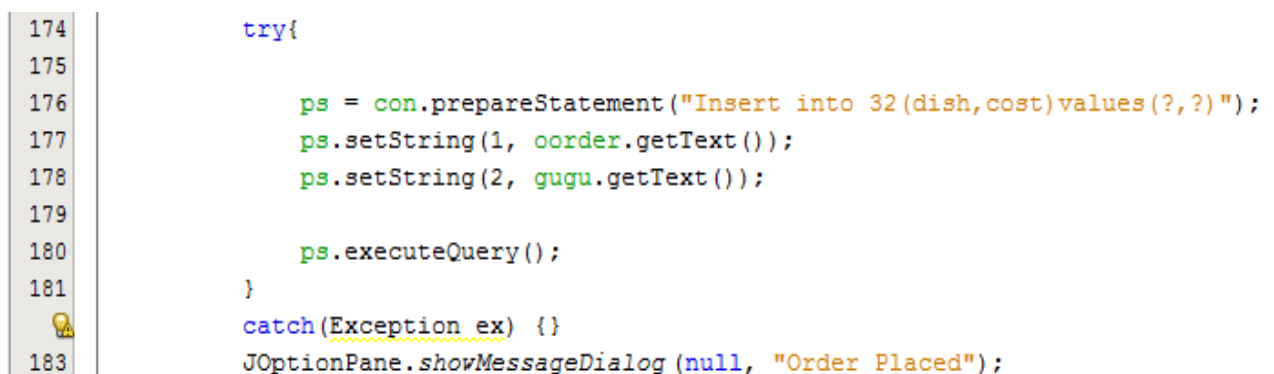 174 try{
175
176 ps = con.prepareStatement("Insert into 32(dish,cost)values(?,?)");
177 ps.setString(1, oorder.getText());
178 ps.setString(2, gugu.getText());
179
180 ps.executeQuery();
181 }
catch(Exception ex) {}
183 JOptionPane.showMessageDialog(null, "Order Placed");